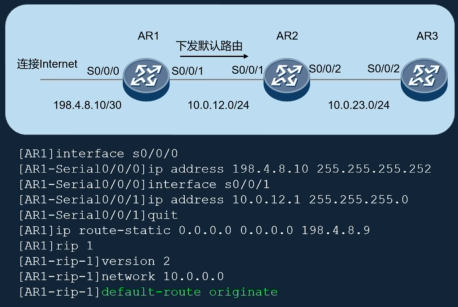 AR1
下发默认路由
AR2
AR3
连接Internet
S0/0/0
S0/0/1
S0/0/1
S0/0/2
S0/0/2
198.4.8.10/30
10.0.12.0/24
10.0.23.0/24
[AR1]interface s0/0/0
[AR1-Serial0/0/0]ip address 198.4.8.10 255.255.255.252
[AR1-Serial0/0/0]interface s0/0/1
[AR1-Serial0/0/1]ip address 10.0.12.1 255.255.255.0
[AR1-Serial0/0/1]quit
[AR1]ip route-static 0.0.0.0 0.0.0.0 198.4.8.9
[AR1]rip 1
[AR1-rip-1]version 2
[AR1-rip-1]network 10.0.0.0
[AR1-rip-1]default-route originate